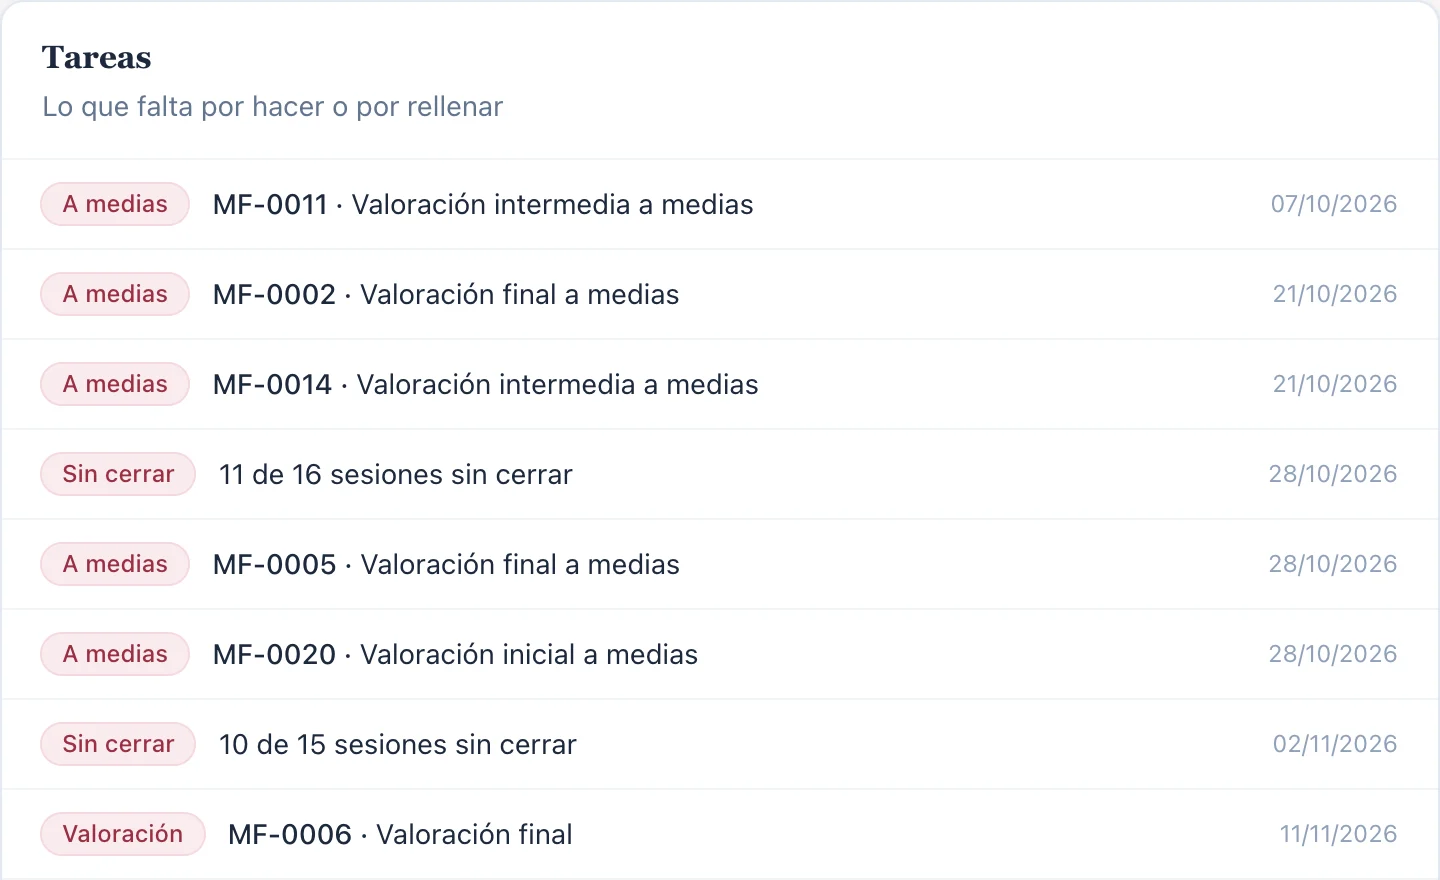 Tareas
Lo que falta por hacer o por rellenar
A medias MF-0011 · Valoración intermedia a medias 07/10/2026
A medias MF-0002 · Valoración final a medias 21/10/2026
A medias MF-0014 · Valoración intermedia a medias 21/10/2026
Sin cerrar 11 de 16 sesiones sin cerrar 28/10/2026
A medias MF-0005 · Valoración final a medias 28/10/2026
A medias MF-0020 · Valoración inicial a medias 28/10/2026
Sin cerrar 10 de 15 sesiones sin cerrar 02/11/2026
Valoración MF-0006 · Valoración final 11/11/2026